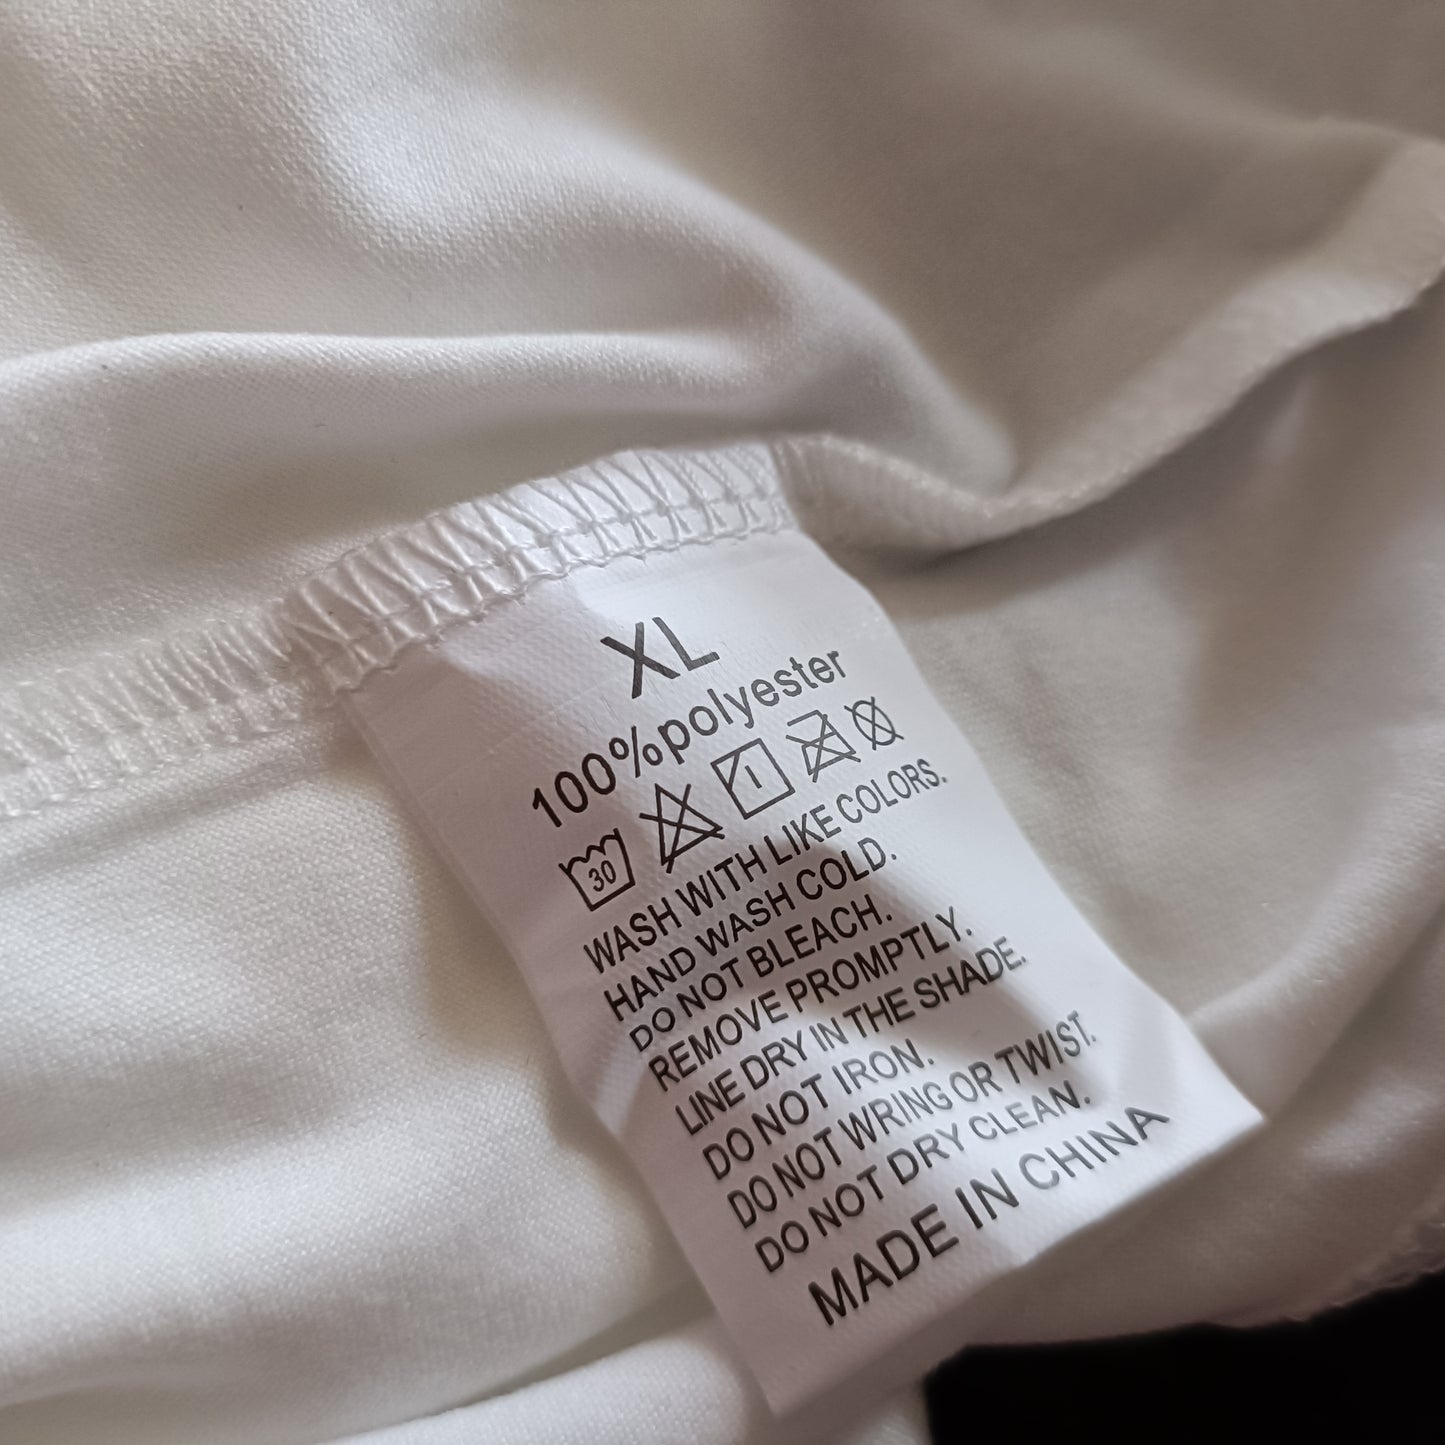 XL
100%polyester
30
WASH WITH LIKE COLORS.
HAND WASH COLD.
DO NOT BLEACH.
REMOVE PROMPTLY.
LINE DRY IN THE SHADE.
DO NOT IRON.
DO NOT WRING OR TWIST.
DO NOT DRY CLEAN.
MADE IN CHINA